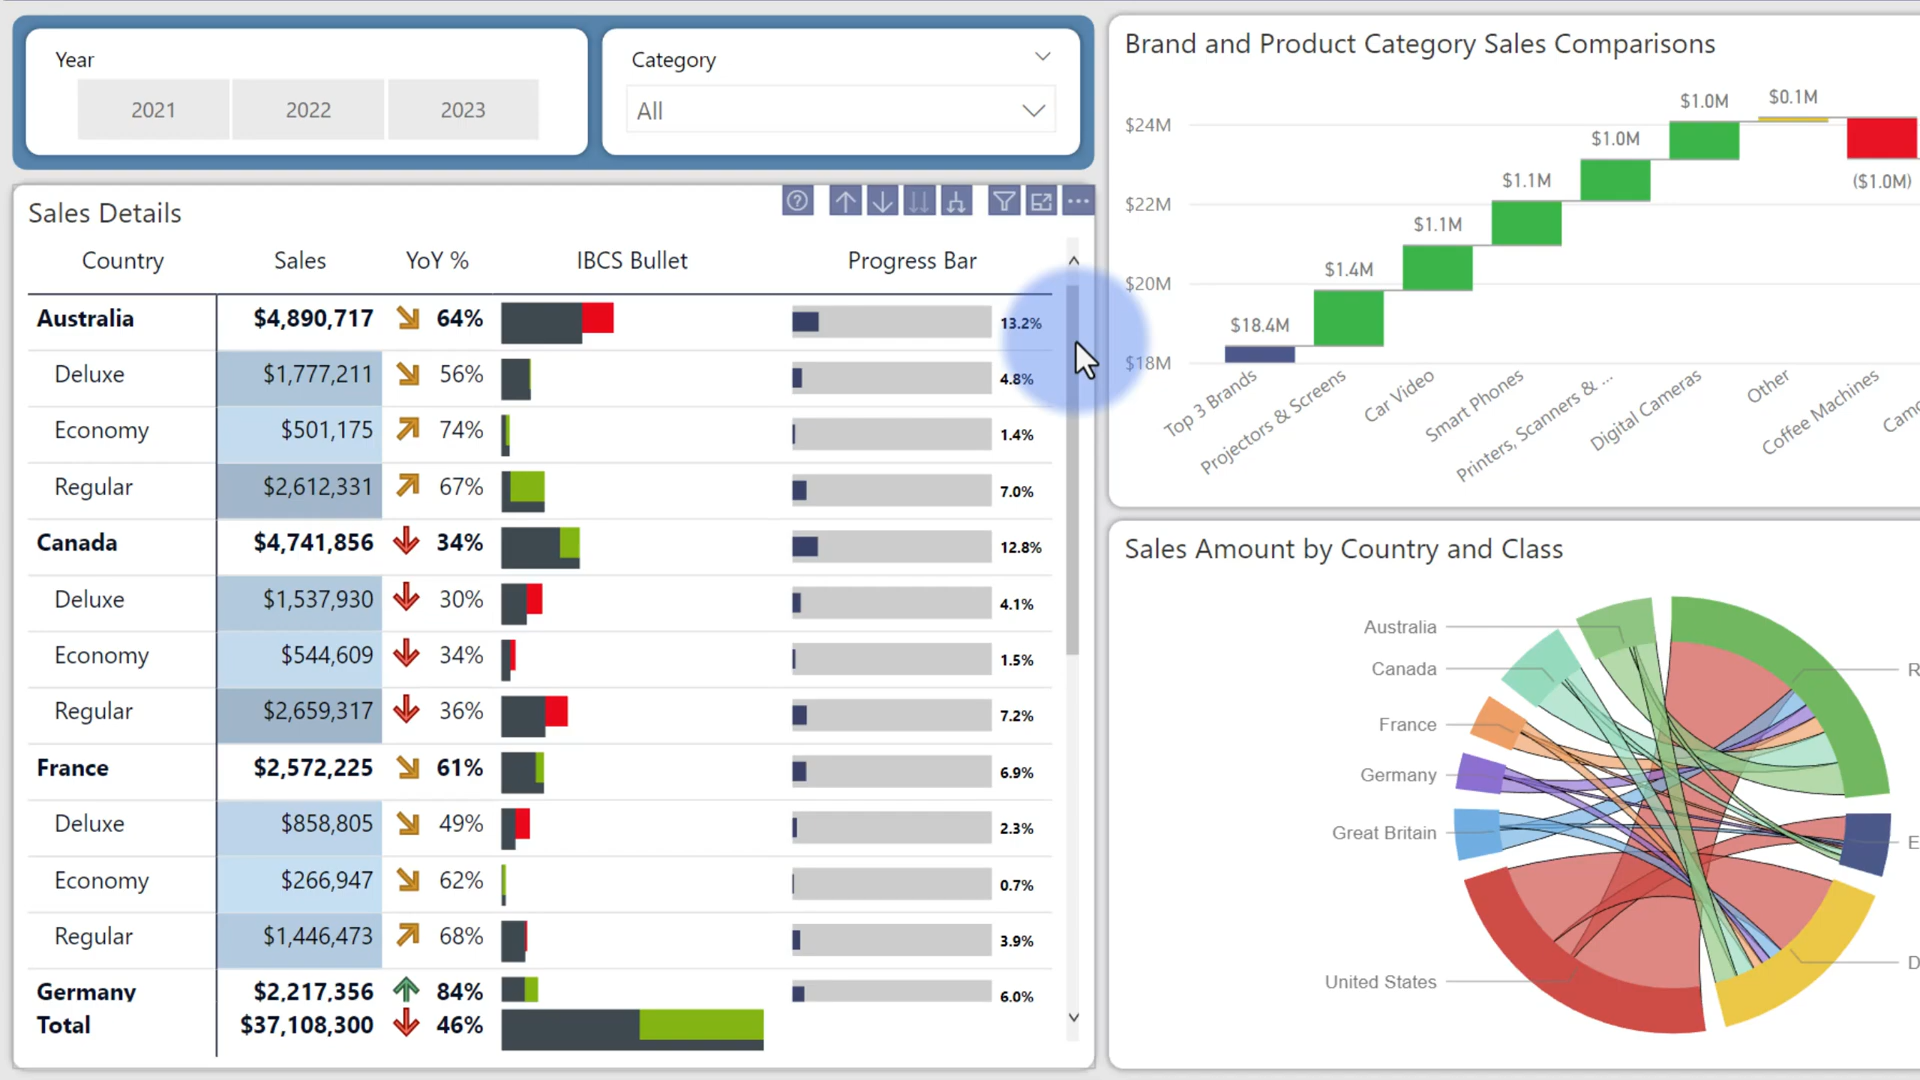 Year
2021 2022 2023
Category
All
Sales Details
Country Sales YoY % IBCS Bullet Progress Bar
Australia $4,890,717 64% 13.2%
Deluxe $1,777,211 56% 4.8%
Economy $501,175 74% 1.4%
Regular $2,612,331 67% 7.0%
Canada $4,741,856 34% 12.8%
Deluxe $1,537,930 30% 4.1%
Economy $544,609 34% 1.5%
Regular $2,659,317 36% 7.2%
France $2,572,225 61% 6.9%
Deluxe $858,805 49% 2.3%
Economy $266,947 62% 0.7%
Regular $1,446,473 68% 3.9%
Germany $2,217,356 84% 6.0%
Total $37,108,300 46%
Brand and Product Category Sales Comparisons
$24M
$22M
$20M
$18M
$18.4M
$1.4M
$1.1M
$1.1M
$1.0M
$1.0M
$0.1M
($1.0M)
Top 3 Brands
Projectors & Screens
Car Video
Smart Phones
Printers, Scanners & ...
Digital Cameras
Other
Coffee Machines
Camc
Sales Amount by Country and Class
Australia
Canada
France
Germany
Great Britain
United States
R
E
D